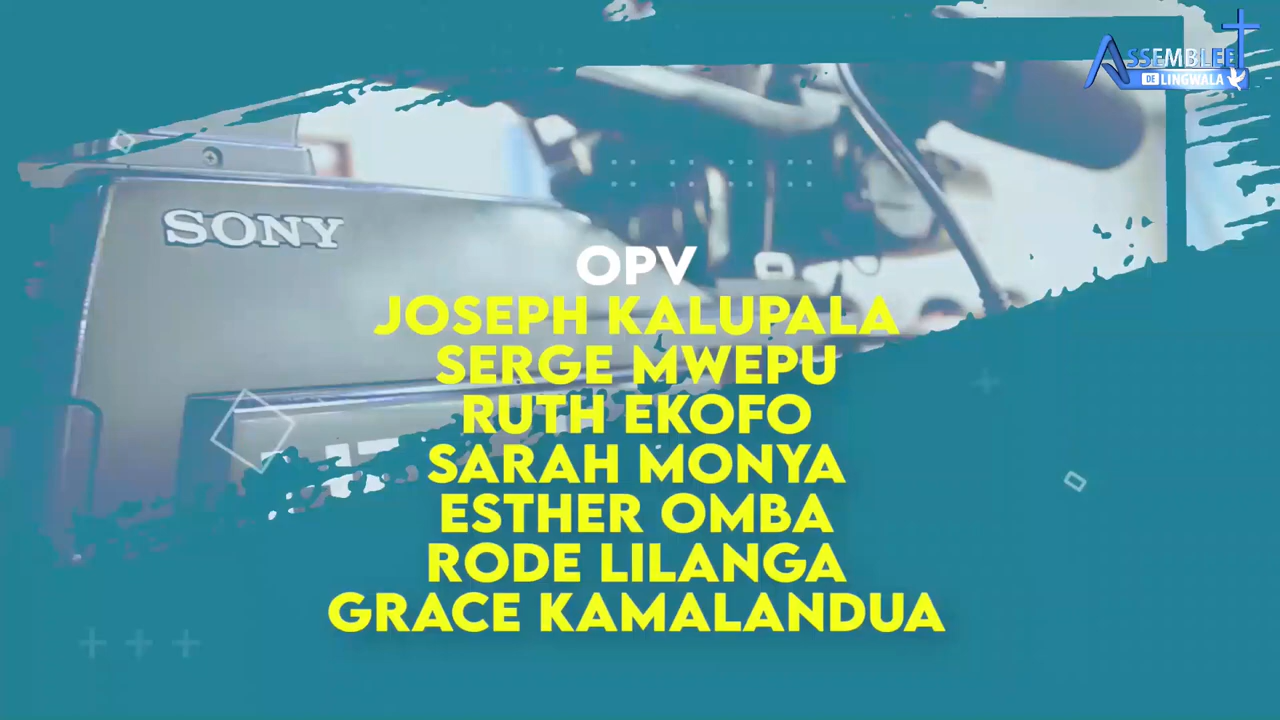 ASSEMBLEE
DE LINGWALA
SONY
OPV
JOSEPH KALUPALA
SERGE MWEPU
RUTH EKOFO
SARAH MONYA
ESTHER OMBA
RODE LILANGA
GRACE KAMALANDUA